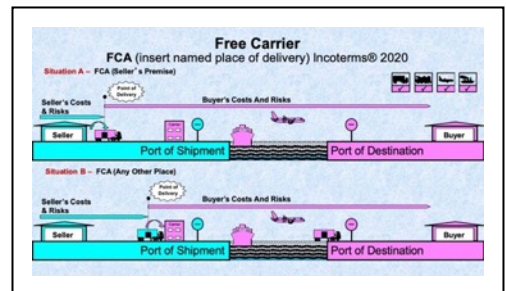 Free Carrier
FCA (insert named place of delivery) Incoterms® 2020
Situation A – FCA (Seller's Premise)
Point of
Delivery
Seller's Costs
& Risks
Buyer's Costs And Risks
Seller
Buyer
Port of Shipment
Port of Destination
Situation B – FCA (Any Other Place)
Point of
Delivery
Seller's Costs
& Risks
Buyer's Costs And Risks
Seller
Buyer
Port of Shipment
Port of Destination